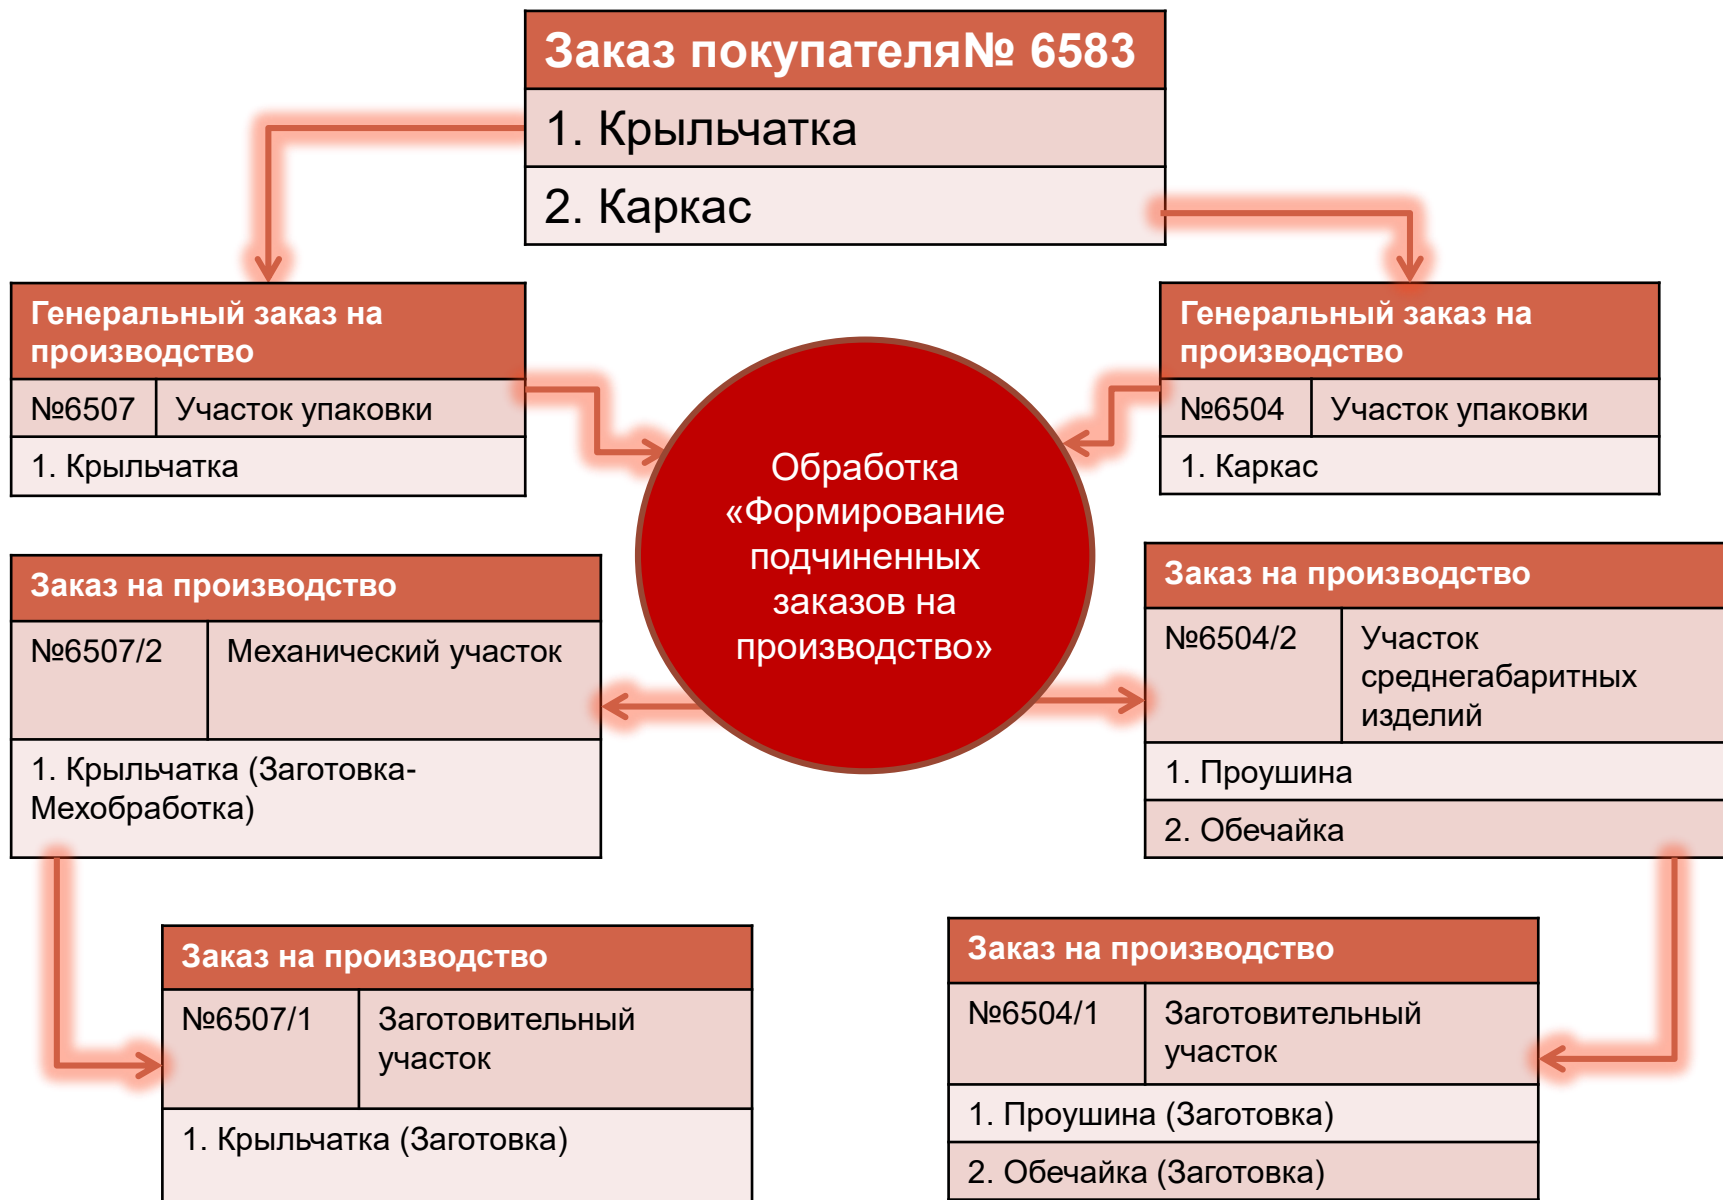 Заказ покупателя№ 6583
1. Крыльчатка
2. Каркас
Генеральный заказ на
производство
№6507 Участок упаковки
1. Крыльчатка
Генеральный заказ на
производство
№6504 Участок упаковки
1. Каркас
Обработка
«Формирование
подчиненных
заказов на
производство»
Заказ на производство
№6507/2 Механический участок
1. Крыльчатка (Заготовка-
Мехобработка)
Заказ на производство
№6504/2 Участок
среднегабаритных
изделий
1. Проушина
2. Обечайка
Заказ на производство
№6507/1 Заготовительный
участок
1. Крыльчатка (Заготовка)
Заказ на производство
№6504/1 Заготовительный
участок
1. Проушина (Заготовка)
2. Обечайка (Заготовка)